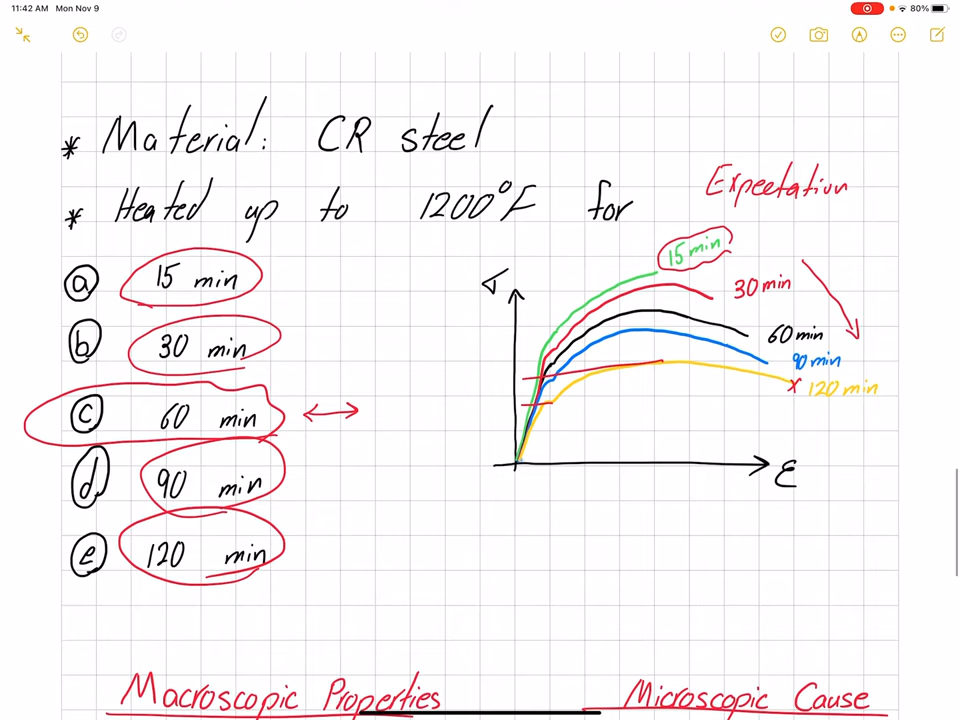 11:42 AM Mon Nov 9
80%
* Material: CR steel
* Heated up to 1200°F for
Expectation
a 15 min
b 30 min
c 60 min
d 90 min
e 120 min
σ
15 min
30 min
60 min
90 min
x 120 min
ε
Macroscopic Properties
Microscopic Cause